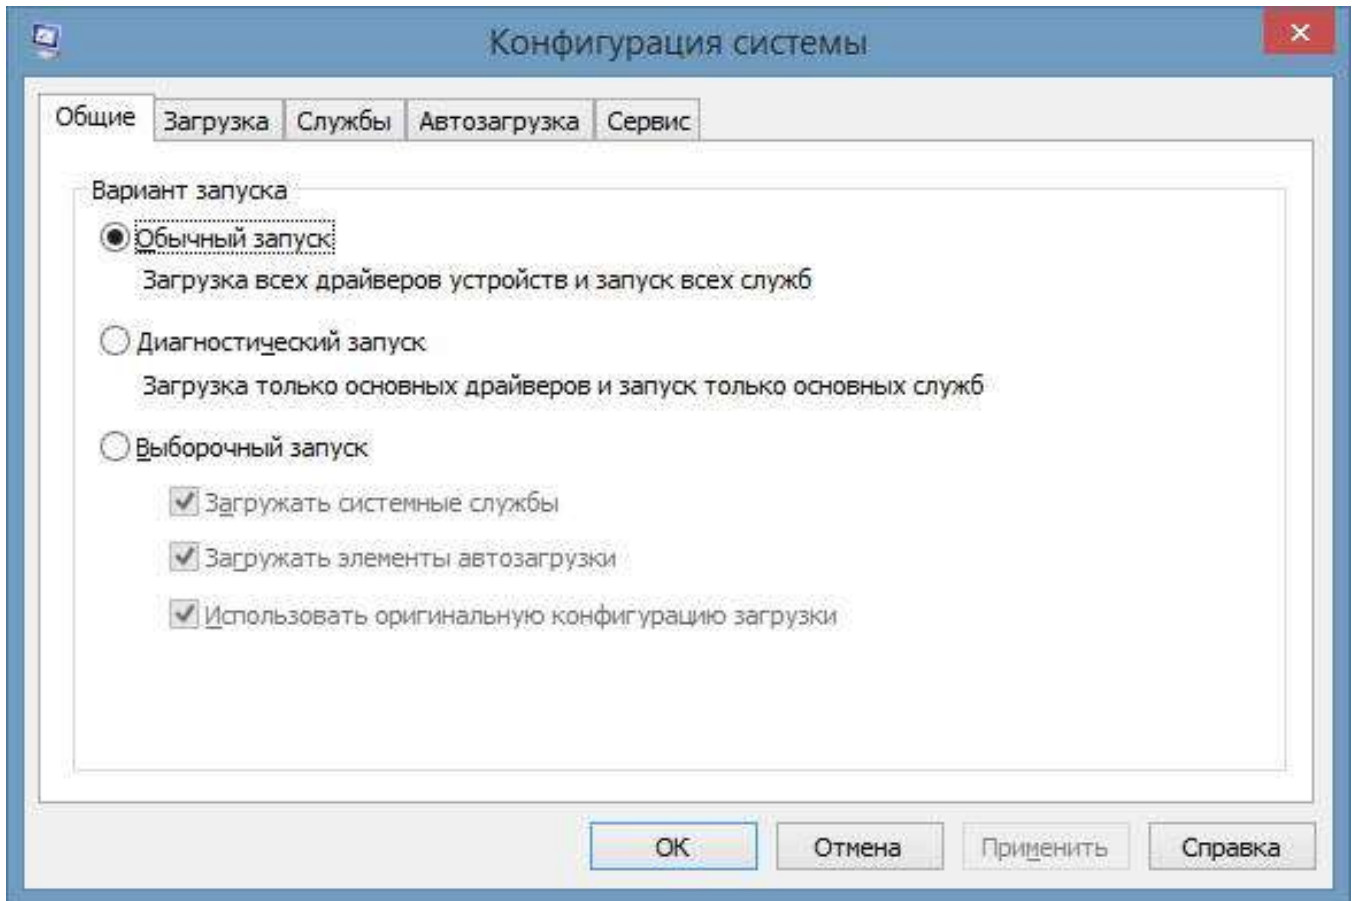 Конфигурация системы
Общие Загрузка Службы Автозагрузка Сервис
Вариант запуска
Обычный запуск
Загрузка всех драйверов устройств и запуск всех служб
Диагностический запуск
Загрузка только основных драйверов и запуск только основных служб
Выборочный запуск
Загружать системные службы
Загружать элементы автозагрузки
Использовать оригинальную конфигурацию загрузки
ОК Отмена Применить Справка